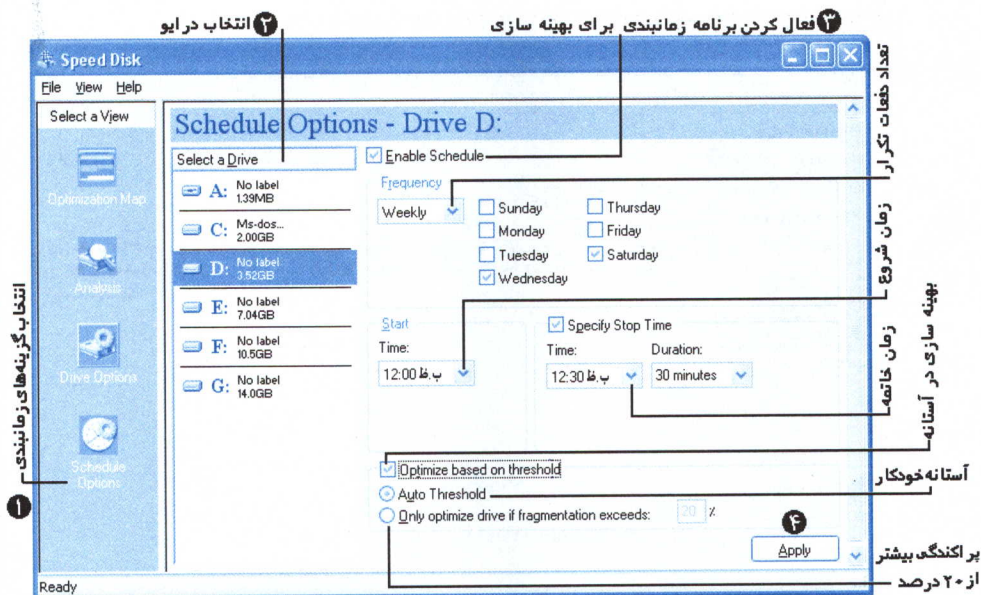 ۲ انتخاب درایو
۳ فعال کردن برنامه زمانبندی برای بهینه سازی
Speed Disk
File View Help
Select a View
Optimization Map
Analysis
Drive Options
Schedule Options
Schedule Options - Drive D:
Select a Drive
A: No label
1.39MB
C: Ms-dos...
2.00GB
D: No label
3.52GB
E: No label
7.04GB
F: No label
10.5GB
G: No label
14.0GB
Enable Schedule
Frequency
Weekly
Sunday
Thursday
Monday
Friday
Tuesday
Saturday
Wednesday
Start
Time:
12:00 ب.ظ
Specify Stop Time
Time:
Duration:
12:30 ب.ظ
30 minutes
Optimize based on threshold
Auto Threshold
Only optimize drive if fragmentation exceeds: 20 %
۴
Apply
Ready
تعداد دفعات تکرار
زمان شروع
زمان خاتمه
بهینه سازی در آستانه
آستانه خودکار
پراکندگی بیشتر
از ۲۰ درصد
انتخاب گزینه‌های زمانبندی
۱